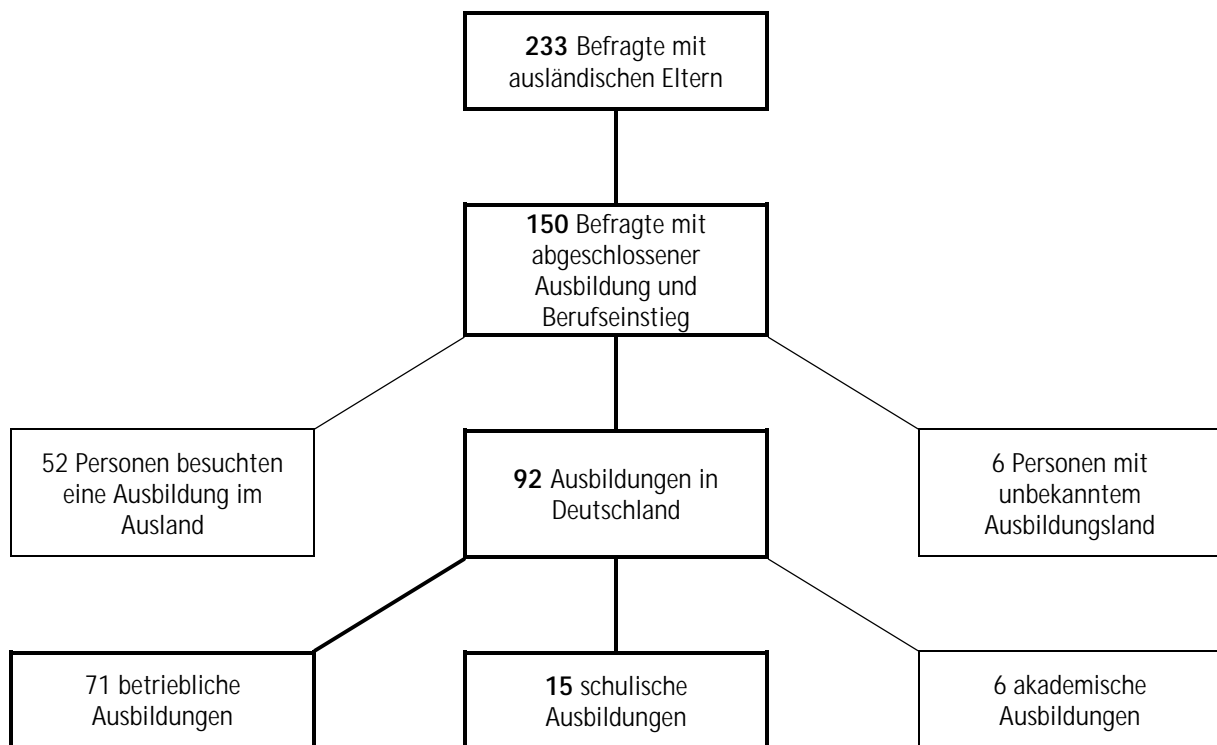 233 Befragte mit
ausländischen Eltern
150 Befragte mit
abgeschlossener
Ausbildung und
Berufseinstieg
52 Personen besuchten
eine Ausbildung im
Ausland
92 Ausbildungen in
Deutschland
6 Personen mit
unbekanntem
Ausbildungsland
71 betriebliche
Ausbildungen
15 schulische
Ausbildungen
6 akademische
Ausbildungen